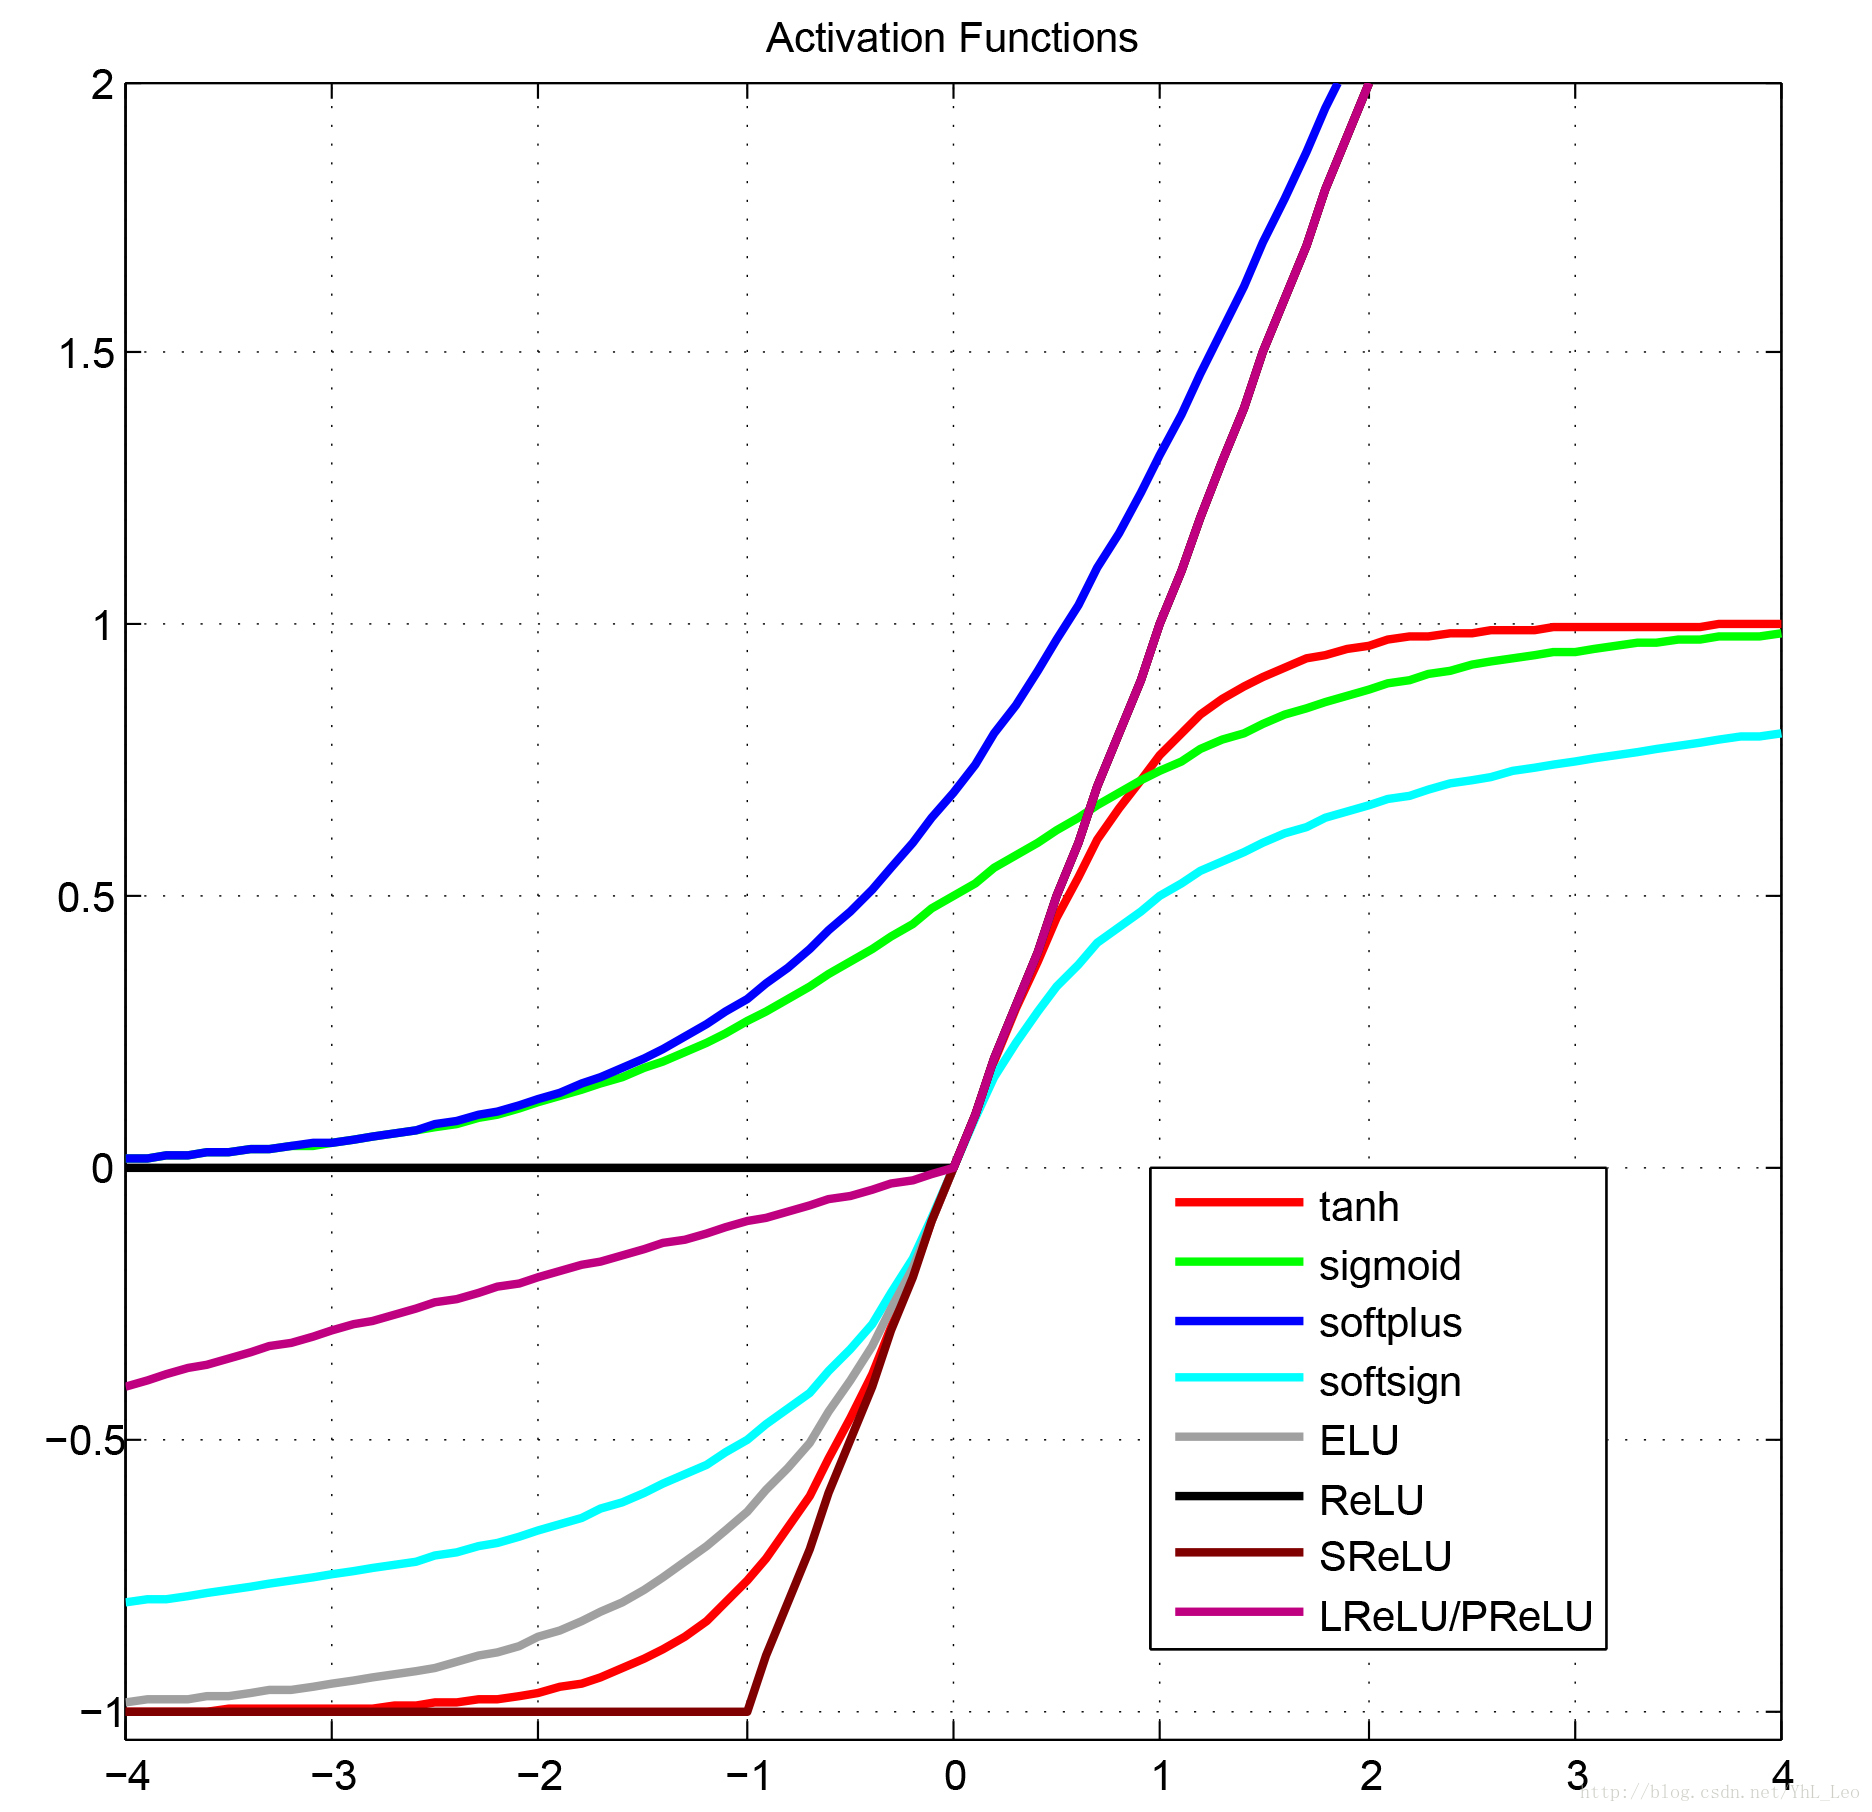 Activation Functions
2
1.5
1
0.5
0
−0.5
−1
tanh
sigmoid
softplus
softsign
ELU
ReLU
SReLU
LReLU/PReLU
−4 −3 −2 −1 0 1 2 3 4
http://blog.csdn.net/YhL_Leo